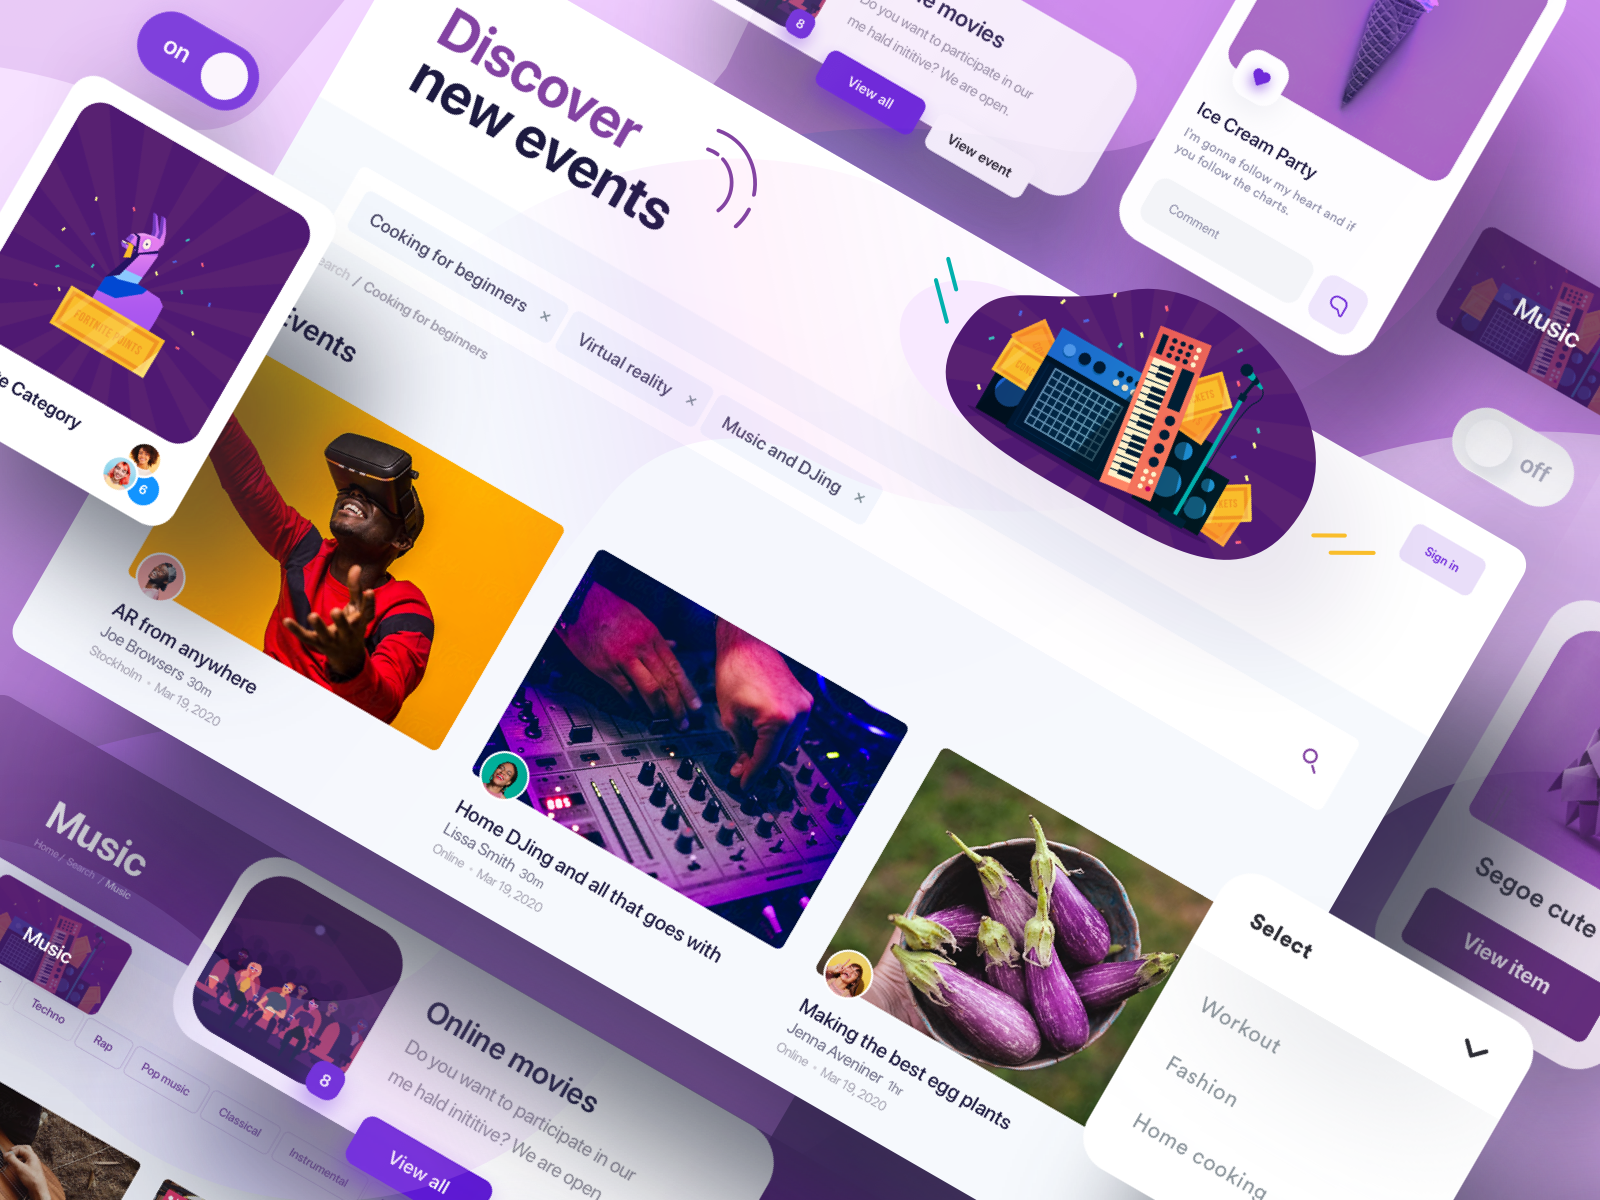 on
Discover
new events
e movies
Do you want to participate in our
me hald inititive? We are open.
8
View all
View event
Ice Cream Party
I'm gonna follow my heart and if
you follow the charts.
Comment
Music
off
Sign in
Cooking for beginners ×
Virtual reality ×
Music and DJing ×
earch / Cooking for beginners
Events
FORTNITE POINTS
e Category
6
AR from anywhere
Joe Browsers 30m
Stockholm • Mar 19, 2020
Home DJing and all that goes with
Lissa Smith 30m
Online • Mar 19, 2020
Making the best egg plants
Jenna Aveniner 1hr
Online • Mar 19, 2020
Segoe cute
View item
Select
Workout
Fashion
Home cooking
Music
Home / Search / Music
Music
Techno
Rap
Pop music
Classical
Instrumental
8
Online movies
Do you want to participate in our
me hald inititive? We are open
View all